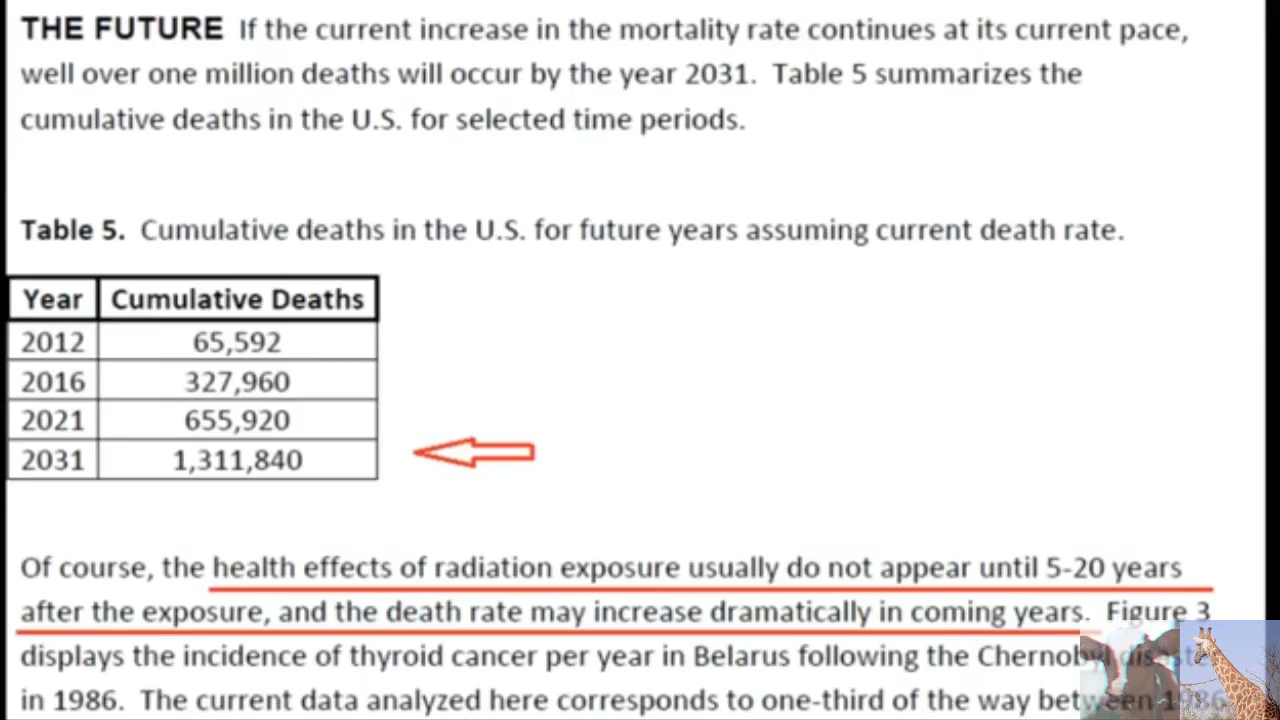 THE FUTURE If the current increase in the mortality rate continues at its current pace,
well over one million deaths will occur by the year 2031. Table 5 summarizes the
cumulative deaths in the U.S. for selected time periods.
Table 5. Cumulative deaths in the U.S. for future years assuming current death rate.
Year Cumulative Deaths
2012 65,592
2016 327,960
2021 655,920
2031 1,311,840
Of course, the health effects of radiation exposure usually do not appear until 5-20 years
after the exposure, and the death rate may increase dramatically in coming years. Figure 3
displays the incidence of thyroid cancer per year in Belarus following the Chernobyl
in 1986. The current data analyzed here corresponds to one-third of the way between 1986